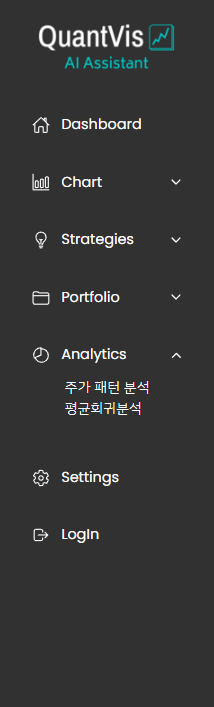 QuantVis
AI Assistant
Dashboard
Chart
Strategies
Portfolio
Analytics
주가 패턴 분석
평균회귀분석
Settings
LogIn